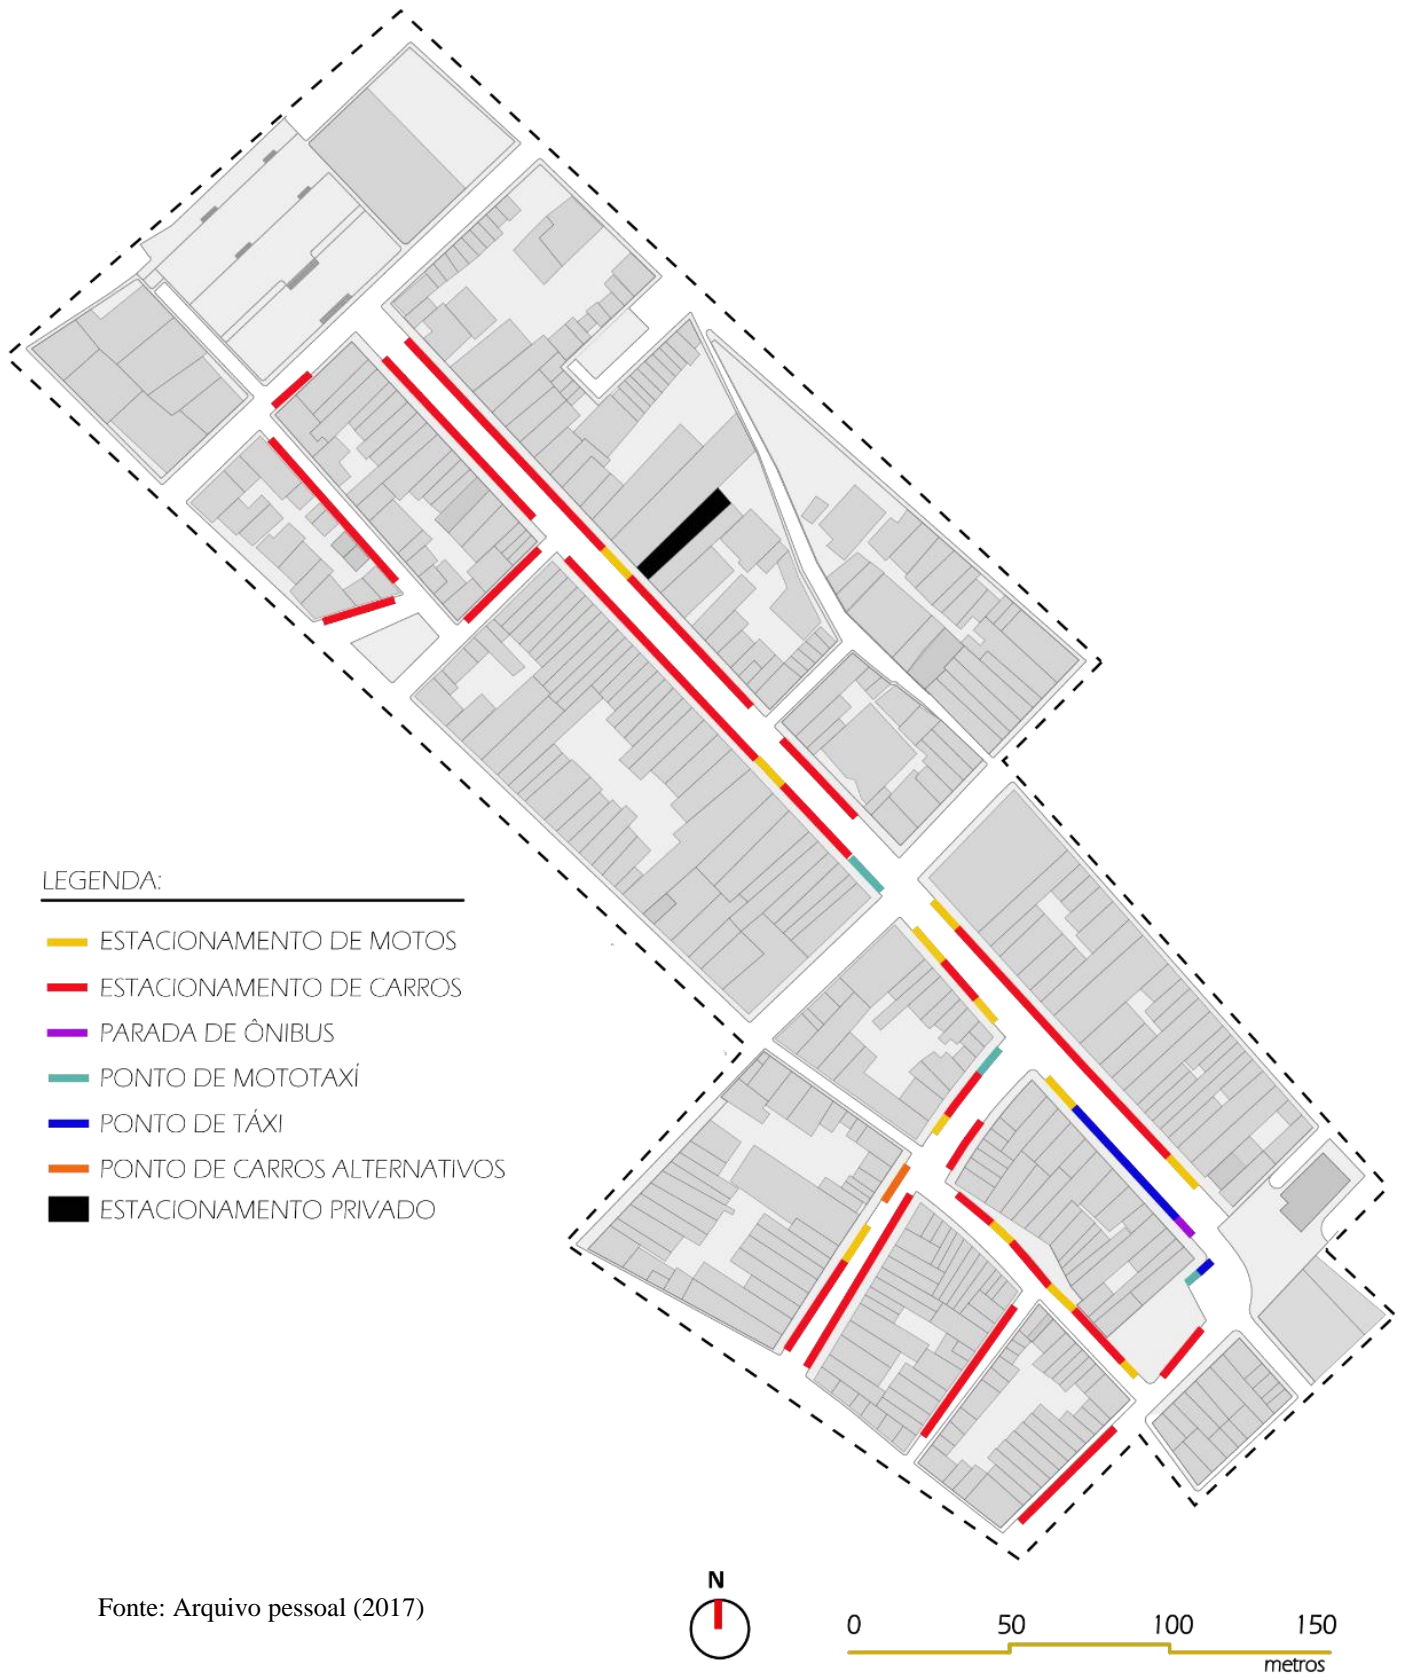 LEGENDA:
ESTACIONAMENTO DE MOTOS
ESTACIONAMENTO DE CARROS
PARADA DE ÔNIBUS
PONTO DE MOTOTAXÍ
PONTO DE TÁXI
PONTO DE CARROS ALTERNATIVOS
ESTACIONAMENTO PRIVADO
Fonte: Arquivo pessoal (2017)
N
0 50 100 150
metros